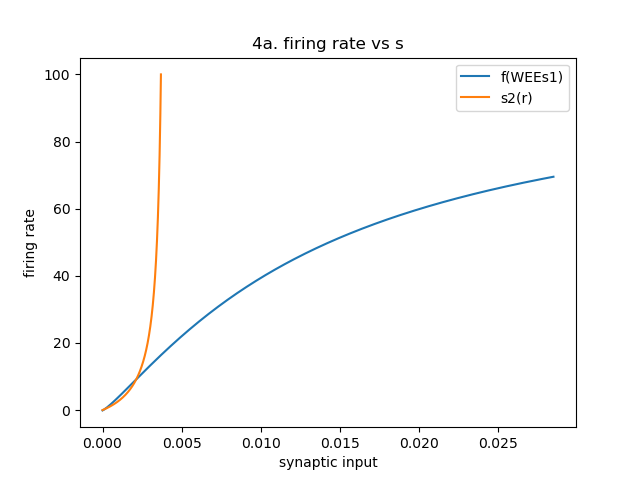 4a. firing rate vs s
f(WEEs1)
s2(r)
100
80
60
40
20
0
firing rate
0.000
0.005
0.010
0.015
0.020
0.025
synaptic input